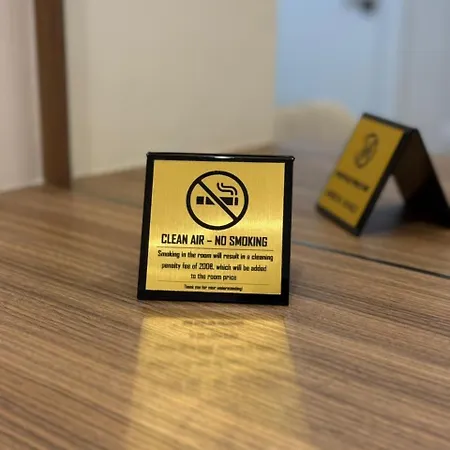 CLEAN AIR – NO SMOKING
Smoking in the room will result in a cleaning
penalty fee of 200₾, which will be added
to the room price
Thank you for your understanding!